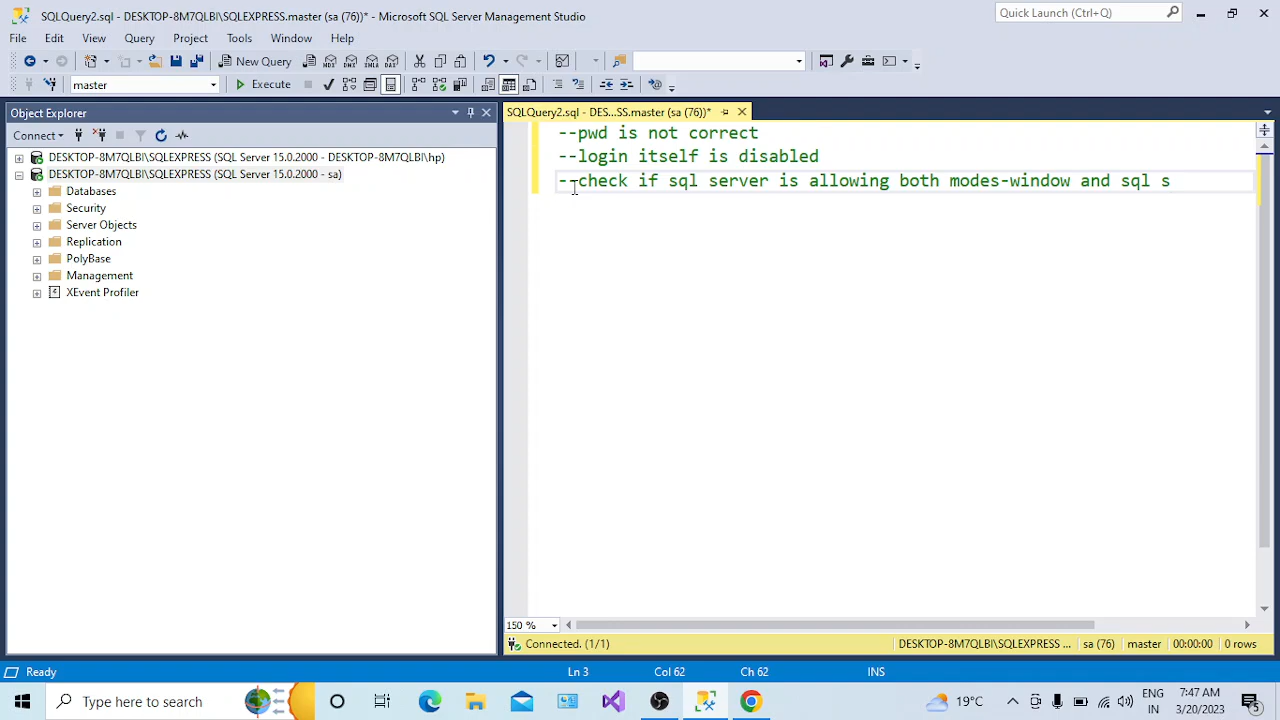 SQLQuery2.sql - DESKTOP-8M7QLBI\SQLEXPRESS.master (sa (76))* - Microsoft SQL Server Management Studio
Quick Launch (Ctrl+Q)
File Edit View Query Project Tools Window Help
New Query
master Execute
Object Explorer
Connect
DESKTOP-8M7QLBI\SQLEXPRESS (SQL Server 15.0.2000 - DESKTOP-8M7QLBI\hp)
DESKTOP-8M7QLBI\SQLEXPRESS (SQL Server 15.0.2000 - sa)
Databases
Security
Server Objects
Replication
PolyBase
Management
XEvent Profiler
SQLQuery2.sql - DES...SS.master (sa (76))*
--pwd is not correct
--login itself is disabled
--check if sql server is allowing both modes-window and sql s
150 %
Connected. (1/1) DESKTOP-8M7QLBI\SQLEXPRESS ... sa (76) master 00:00:00 0 rows
Ready Ln 3 Col 62 Ch 62 INS
Type here to search
19°C
ENG
IN
7:47 AM
3/20/2023
5